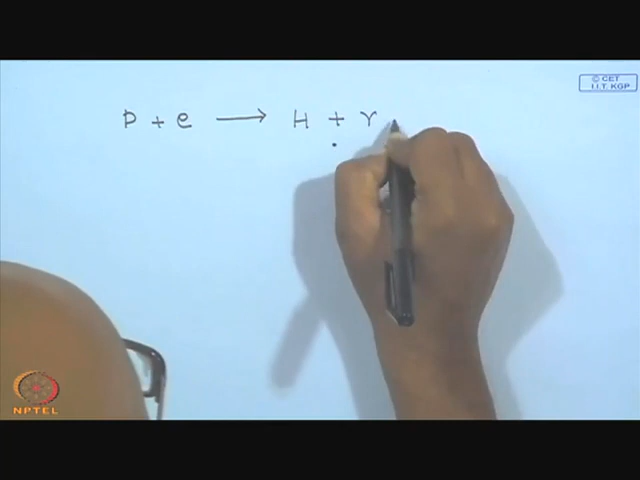 © CET
I.I.T. KGP
P + e ⟶ H + γ
NPTEL